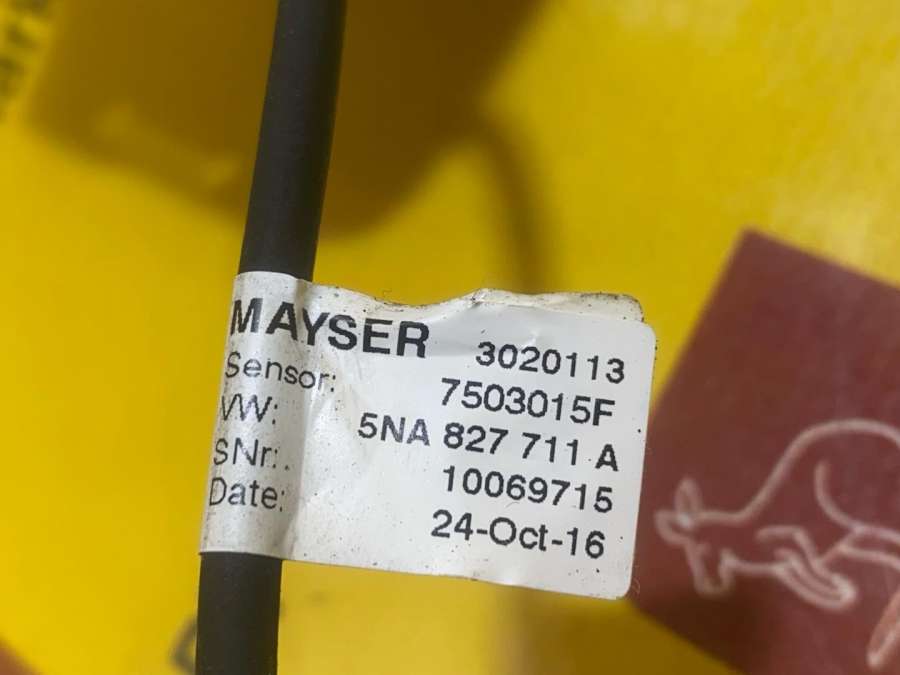 MAYSER 3020113
Sensor: 7503015F
VW: 5NA 827 711 A
SNr.: 10069715
Date: 24-Oct-16